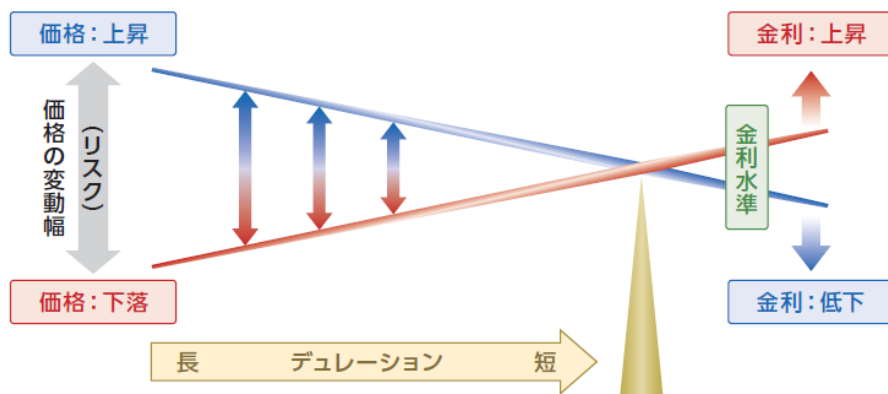 価格：上昇
金利：上昇
価格の変動幅
（リスク）
金利水準
価格：下落
金利：低下
長 デュレーション 短